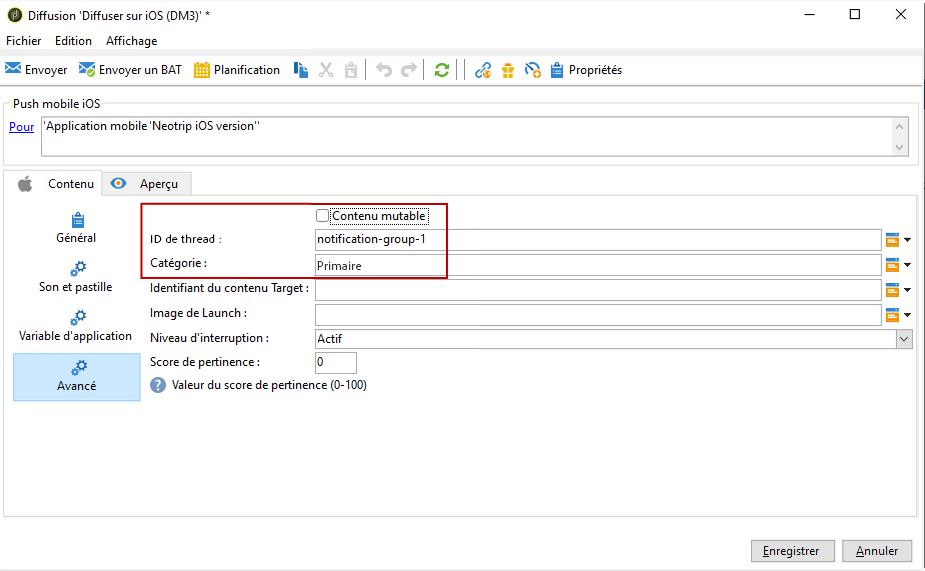 Diffusion 'Diffuser sur iOS (DM3)' *
Fichier Edition Affichage
Envoyer Envoyer un BAT Planification Propriétés
Push mobile iOS
Pour 'Application mobile 'Neotrip iOS version''
Contenu Aperçu
Contenu mutable
Général
ID de thread : notification-group-1
Catégorie : Primaire
Son et pastille
Identifiant du contenu Target :
Image de Launch :
Variable d'application
Niveau d'interruption : Actif
Score de pertinence : 0
Avancé
? Valeur du score de pertinence (0-100)
Enregistrer Annuler